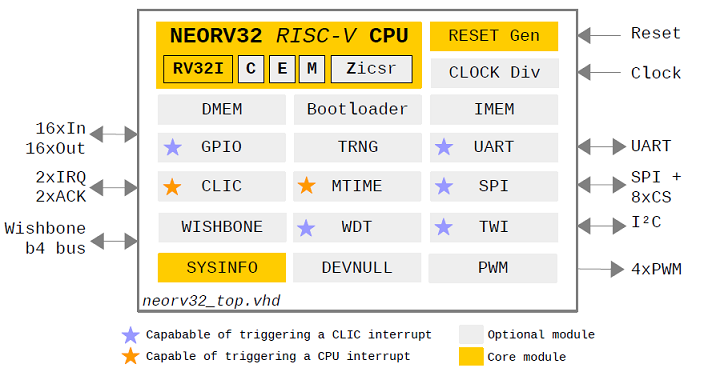 NEORV32 RISC-V CPU
RESET Gen
Reset
RV32I C E M Zicsr
CLOCK Div
Clock
DMEM Bootloader IMEM
16xIn
16xOut
GPIO TRNG UART
UART
2xIRQ
2xACK
CLIC MTIME SPI
SPI +
8xCS
Wishbone
b4 bus
WISHBONE WDT TWI
I²C
SYSINFO DEVNULL PWM
4xPWM
neorv32_top.vhd
Capabable of triggering a CLIC interrupt
Optional module
Capable of triggering a CPU interrupt
Core module